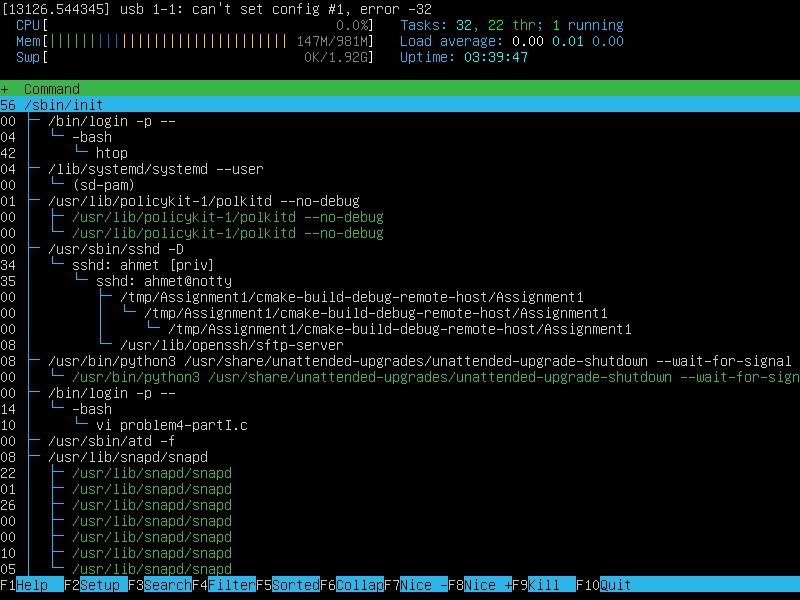 [13126.544345] usb 1-1: can't set config #1, error -32
CPU[ 0.0%] Tasks: 32, 22 thr; 1 running
Mem[||||||||||||||||||||||||||||||| 147M/981M] Load average: 0.00 0.01 0.00
Swp[ 0K/1.92G] Uptime: 03:39:47
+ Command
56 /sbin/init
00 ├─ /bin/login -p --
04 │ └─ -bash
42 │ └─ htop
04 ├─ /lib/systemd/systemd --user
00 │ └─ (sd-pam)
01 ├─ /usr/lib/policykit-1/polkitd --no-debug
00 │ ├─ /usr/lib/policykit-1/polkitd --no-debug
00 │ └─ /usr/lib/policykit-1/polkitd --no-debug
00 ├─ /usr/sbin/sshd -D
34 │ └─ sshd: ahmet [priv]
35 │ └─ sshd: ahmet@notty
00 │ ├─ /tmp/Assignment1/cmake-build-debug-remote-host/Assignment1
00 │ │ └─ /tmp/Assignment1/cmake-build-debug-remote-host/Assignment1
00 │ │ └─ /tmp/Assignment1/cmake-build-debug-remote-host/Assignment1
08 │ └─ /usr/lib/openssh/sftp-server
08 ├─ /usr/bin/python3 /usr/share/unattended-upgrades/unattended-upgrade-shutdown --wait-for-signal
00 │ └─ /usr/bin/python3 /usr/share/unattended-upgrades/unattended-upgrade-shutdown --wait-for-sign
00 ├─ /bin/login -p --
14 │ └─ -bash
10 │ └─ vi problem4-partI.c
00 ├─ /usr/sbin/atd -f
08 ├─ /usr/lib/snapd/snapd
22 │ ├─ /usr/lib/snapd/snapd
01 │ ├─ /usr/lib/snapd/snapd
26 │ ├─ /usr/lib/snapd/snapd
00 │ ├─ /usr/lib/snapd/snapd
00 │ ├─ /usr/lib/snapd/snapd
10 │ ├─ /usr/lib/snapd/snapd
05 │ └─ /usr/lib/snapd/snapd
F1Help F2Setup F3SearchF4FilterF5SortedF6CollapF7Nice -F8Nice +F9Kill F10Quit